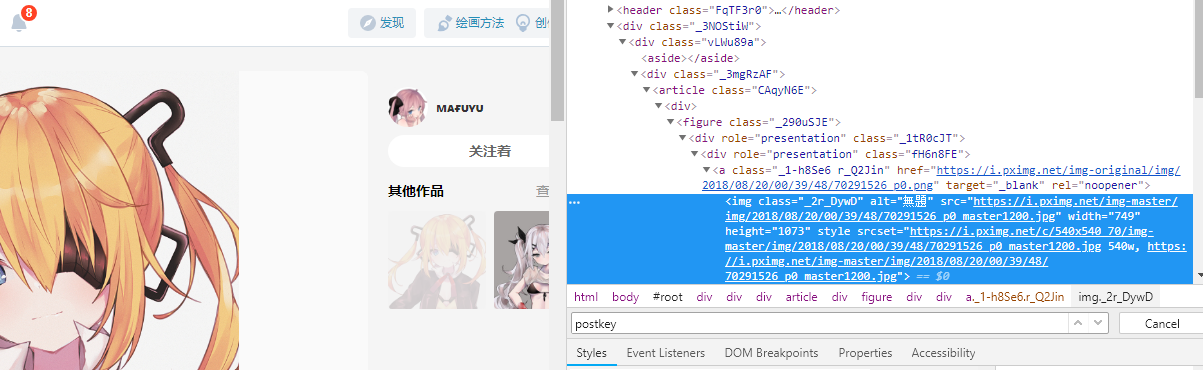 8
发现
绘画方法
MAFUYU
关注着
其他作品
<header class="FqTF3r0">…</header>
<div class="_3NOStiW">
<div class="vLWu89a">
<aside></aside>
<div class="_3mgRzAF">
<article class="CAqyN6E">
<div>
<figure class="_290uSJE">
<div role="presentation" class="_1tR0cJT">
<div role="presentation" class="fH6n8FE">
<a class="_1-h8Se6 r_Q2Jin" href="https://i.pximg.net/img-original/img/
2018/08/20/00/39/48/70291526_p0.png" target="_blank" rel="noopener">
<img class="_2r_DywD" alt="無題" src="https://i.pximg.net/img-master/
img/2018/08/20/00/39/48/70291526_p0_master1200.jpg" width="749"
height="1073" style srcset="https://i.pximg.net/c/540x540_70/img-
master/img/2018/08/20/00/39/48/70291526_p0_master1200.jpg 540w, https:
//i.pximg.net/img-master/img/2018/08/20/00/39/48/
70291526_p0_master1200.jpg"> == $0
html body #root div div div article div figure div div a._1-h8Se6.r_Q2Jin img._2r_DywD
postkey
Cancel
Styles Event Listeners DOM Breakpoints Properties Accessibility